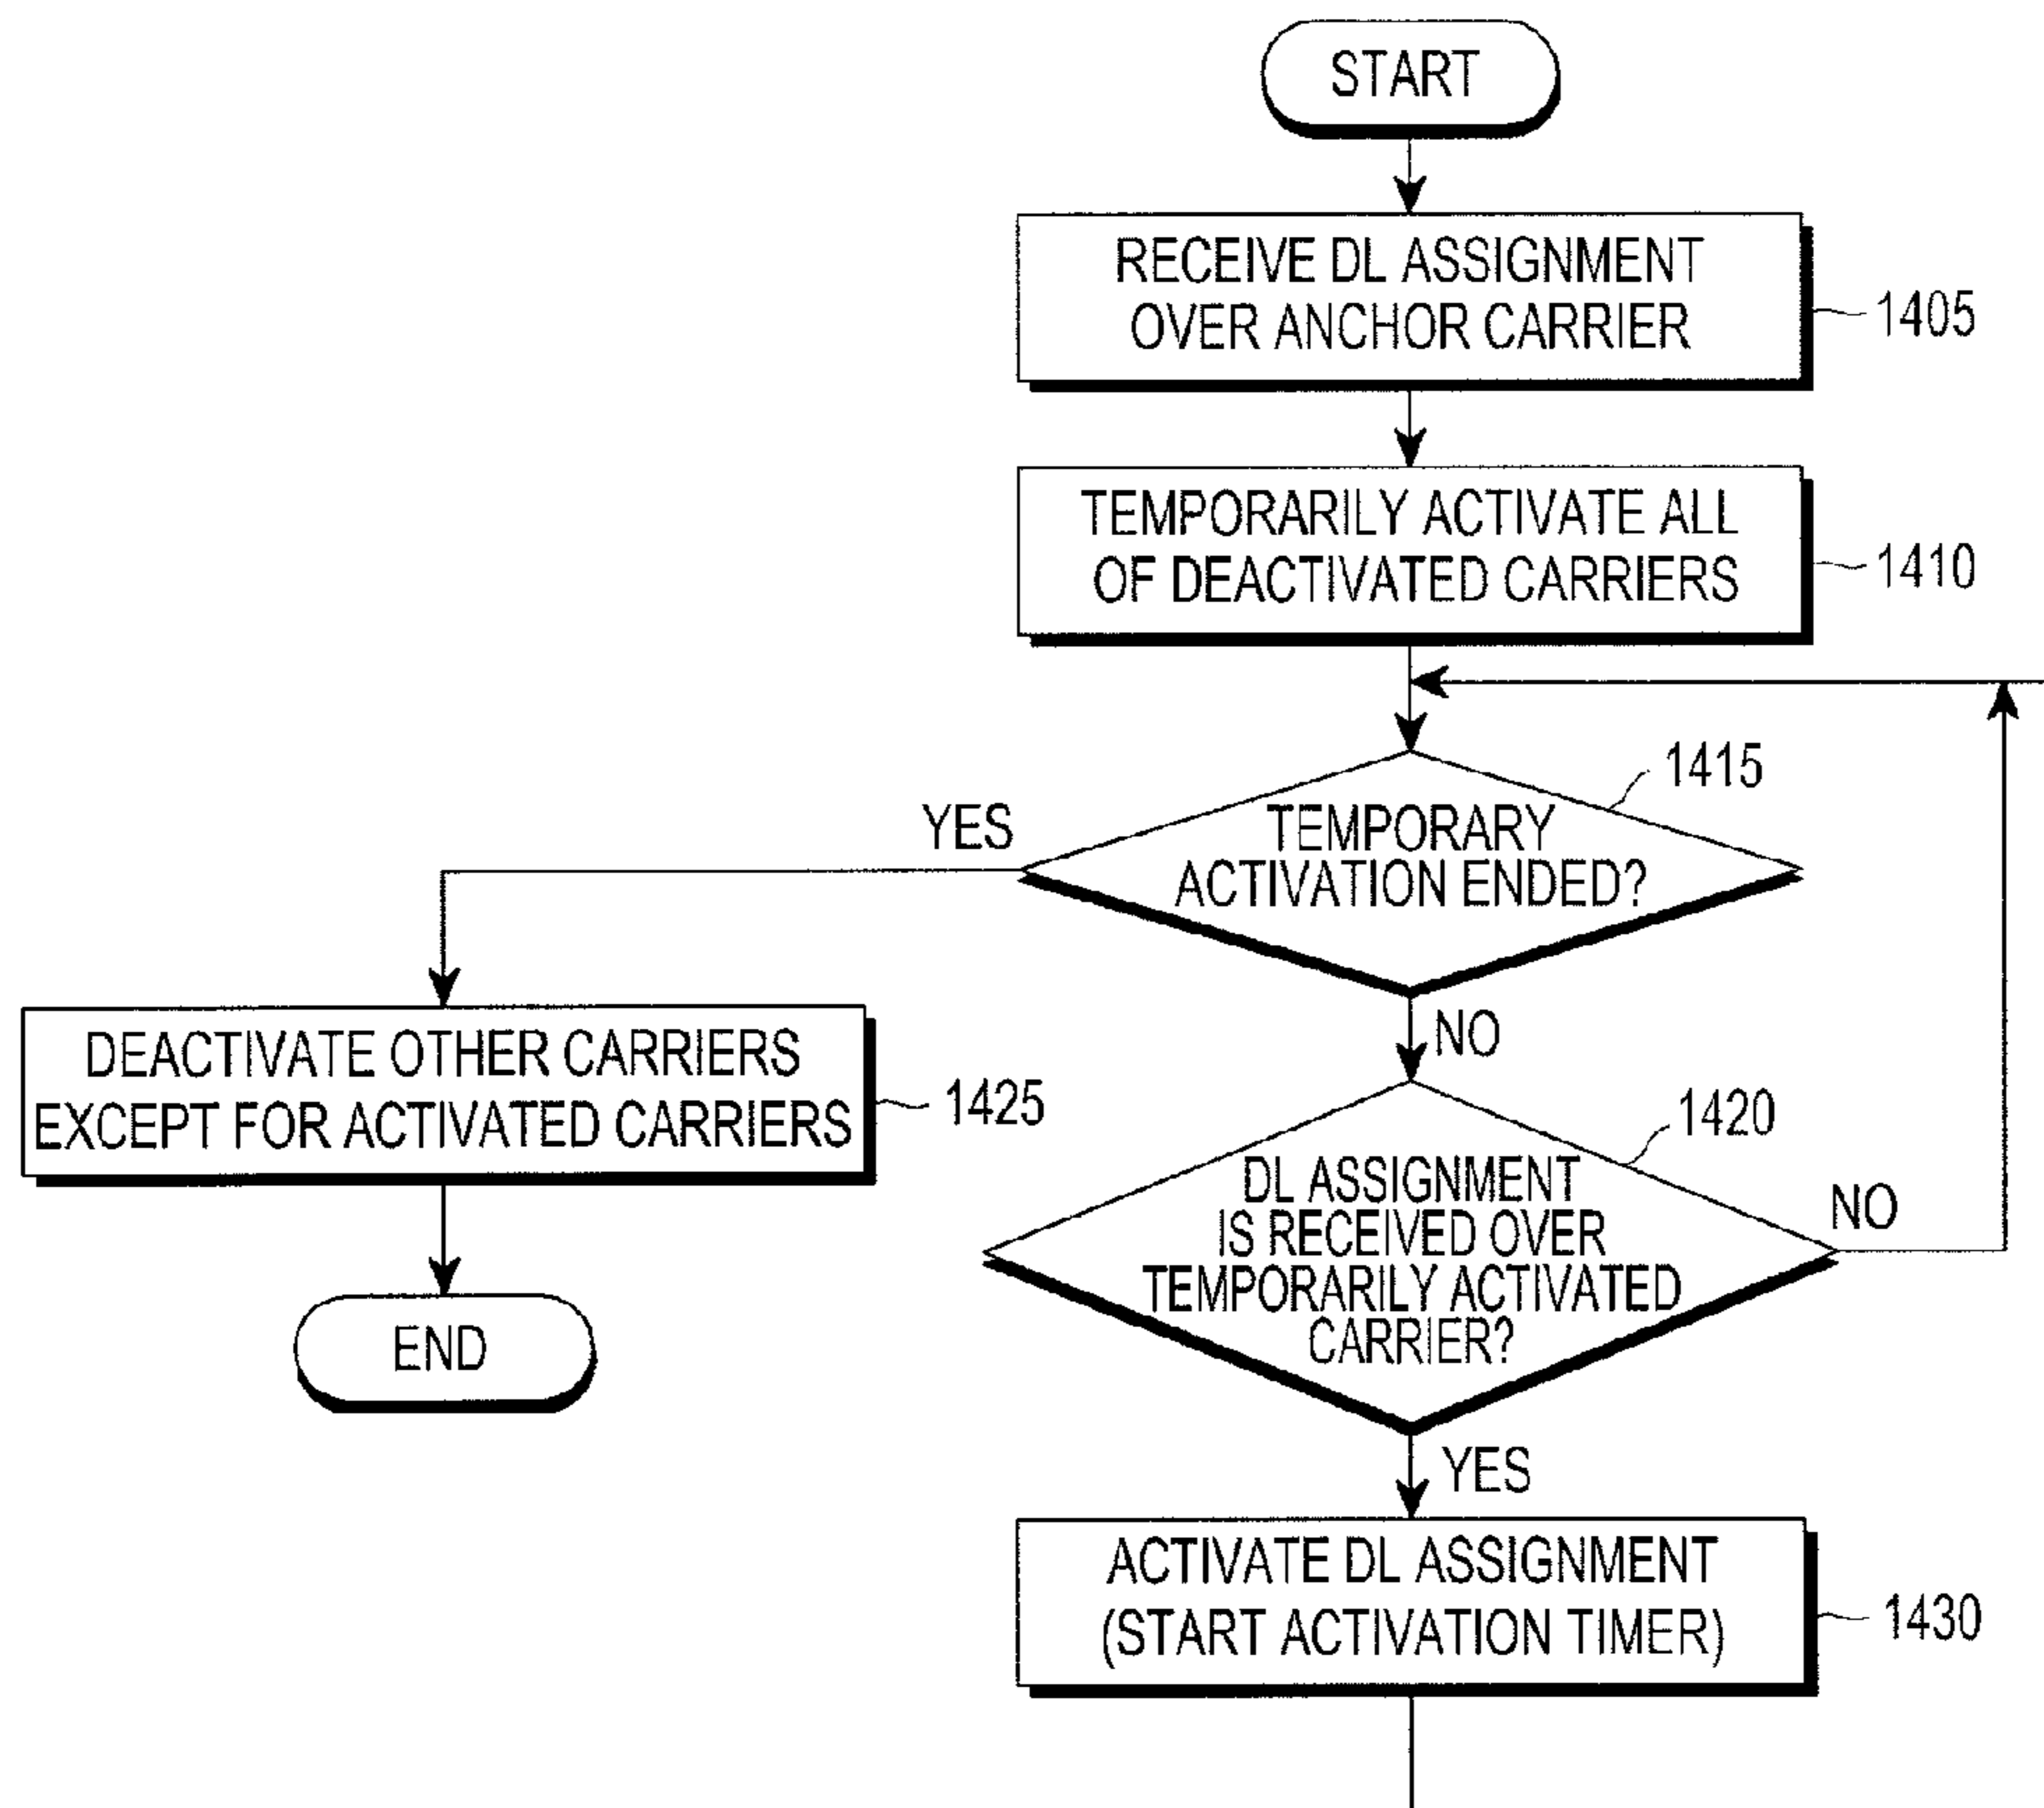 START
RECEIVE DL ASSIGNMENT
OVER ANCHOR CARRIER
1405
TEMPORARILY ACTIVATE ALL
OF DEACTIVATED CARRIERS
1410
1415
YES
TEMPORARY
ACTIVATION ENDED?
NO
DEACTIVATE OTHER CARRIERS
EXCEPT FOR ACTIVATED CARRIERS
1425
1420
DL ASSIGNMENT
IS RECEIVED OVER
TEMPORARILY ACTIVATED
CARRIER?
NO
END
YES
ACTIVATE DL ASSIGNMENT
(START ACTIVATION TIMER)
1430